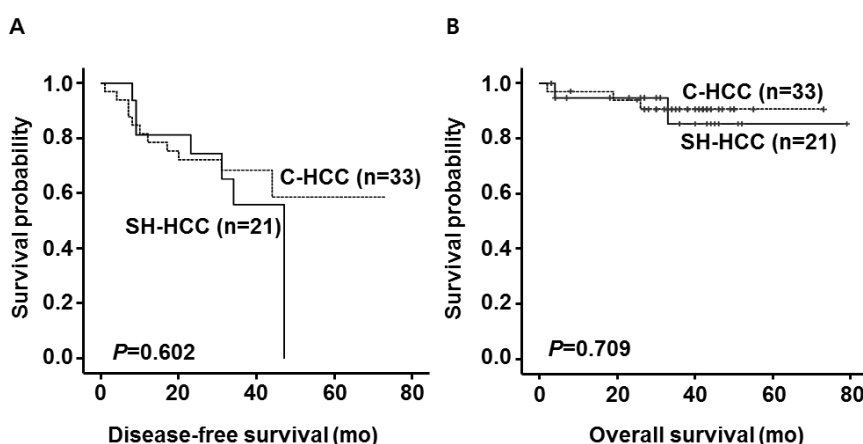 A
Survival probability
1.0
0.8
0.6
0.4
0.2
0.0
C-HCC (n=33)
SH-HCC (n=21)
P=0.602
0 20 40 60 80
Disease-free survival (mo)
B
Survival probability
1.0
0.8
0.6
0.4
0.2
0.0
C-HCC (n=33)
SH-HCC (n=21)
P=0.709
0 20 40 60 80
Overall survival (mo)